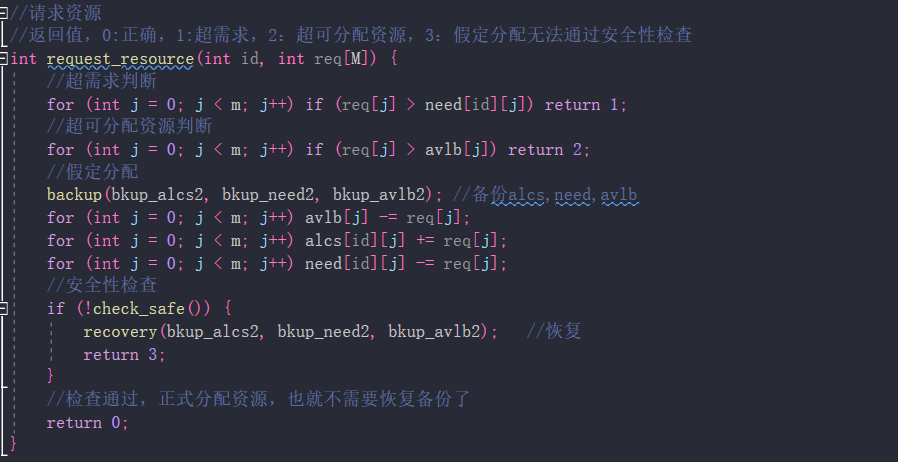 //请求资源
//返回值，0:正确，1:超需求，2：超可分配资源，3：假定分配无法通过安全性检查
int request_resource(int id, int req[M]) {
//超需求判断
for (int j = 0; j < m; j++) if (req[j] > need[id][j]) return 1;
//超可分配资源判断
for (int j = 0; j < m; j++) if (req[j] > avlb[j]) return 2;
//假定分配
backup(bkup_alcs2, bkup_need2, bkup_avlb2); //备份alcs,need,avlb
for (int j = 0; j < m; j++) avlb[j] -= req[j];
for (int j = 0; j < m; j++) alcs[id][j] += req[j];
for (int j = 0; j < m; j++) need[id][j] -= req[j];
//安全性检查
if (!check_safe()) {
recovery(bkup_alcs2, bkup_need2, bkup_avlb2); //恢复
return 3;
}
//检查通过，正式分配资源，也就不需要恢复备份了
return 0;
}